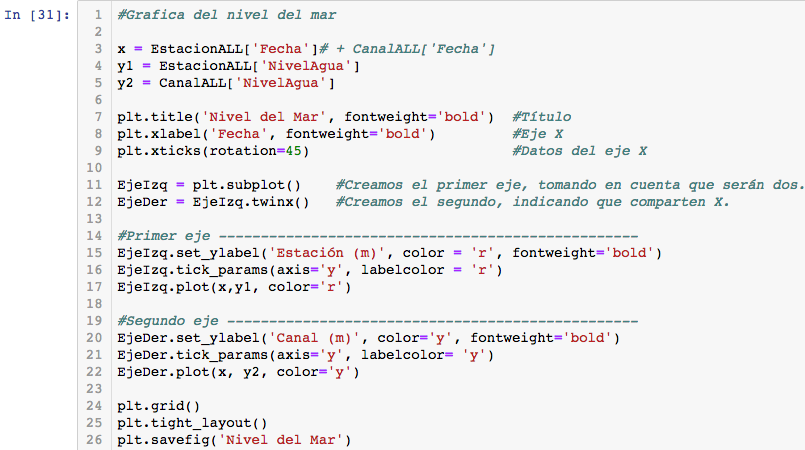 In [31]:
1 #Grafica del nivel del mar
2
3 x = EstacionALL['Fecha']# + CanalALL['Fecha']
4 y1 = EstacionALL['NivelAgua']
5 y2 = CanalALL['NivelAgua']
6
7 plt.title('Nivel del Mar', fontweight='bold')  #Título
8 plt.xlabel('Fecha', fontweight='bold')         #Eje X
9 plt.xticks(rotation=45)                        #Datos del eje X
10
11 EjeIzq = plt.subplot()    #Creamos el primer eje, tomando en cuenta que serán dos.
12 EjeDer = EjeIzq.twinx()   #Creamos el segundo, indicando que comparten X.
13
14 #Primer eje -------------------------------------------------
15 EjeIzq.set_ylabel('Estación (m)', color = 'r', fontweight='bold')
16 EjeIzq.tick_params(axis='y', labelcolor = 'r')
17 EjeIzq.plot(x,y1, color='r')
18
19 #Segundo eje ------------------------------------------------
20 EjeDer.set_ylabel('Canal (m)', color='y', fontweight='bold')
21 EjeDer.tick_params(axis='y', labelcolor= 'y')
22 EjeDer.plot(x, y2, color='y')
23
24 plt.grid()
25 plt.tight_layout()
26 plt.savefig('Nivel del Mar')